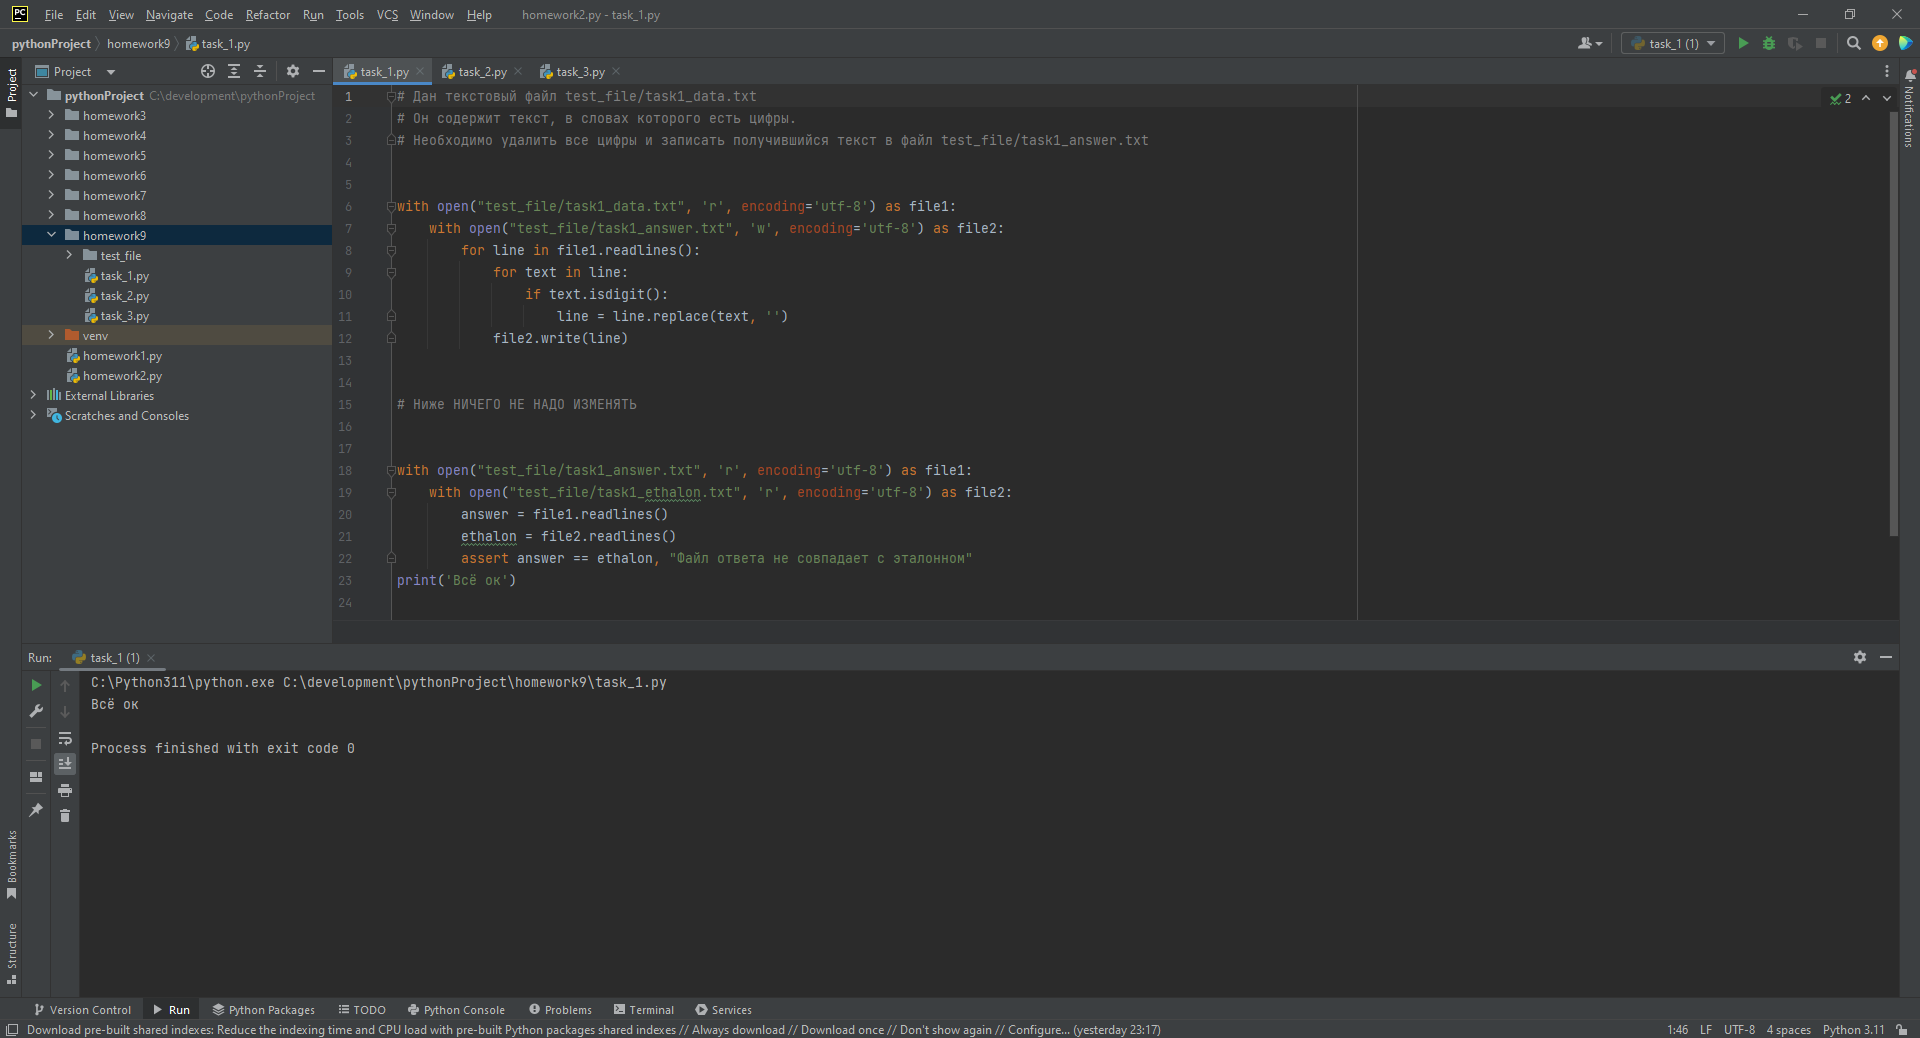 PC File Edit View Navigate Code Refactor Run Tools VCS Window Help homework2.py - task_1.py
pythonProject homework9 task_1.py
task_1 (1)
Project
task_1.py task_2.py task_3.py
Project
pythonProject C:\development\pythonProject
homework3
homework4
homework5
homework6
homework7
homework8
homework9
test_file
task_1.py
task_2.py
task_3.py
venv
homework1.py
homework2.py
External Libraries
Scratches and Consoles
1 # Дан текстовый файл test_file/task1_data.txt
2 # Он содержит текст, в словах которого есть цифры.
3 # Необходимо удалить все цифры и записать получившийся текст в файл test_file/task1_answer.txt
4
5
6 with open("test_file/task1_data.txt", 'r', encoding='utf-8') as file1:
7     with open("test_file/task1_answer.txt", 'w', encoding='utf-8') as file2:
8         for line in file1.readlines():
9             for text in line:
10                 if text.isdigit():
11                     line = line.replace(text, '')
12             file2.write(line)
13
14
15 # Ниже НИЧЕГО НЕ НАДО ИЗМЕНЯТЬ
16
17
18 with open("test_file/task1_answer.txt", 'r', encoding='utf-8') as file1:
19     with open("test_file/task1_ethalon.txt", 'r', encoding='utf-8') as file2:
20         answer = file1.readlines()
21         ethalon = file2.readlines()
22         assert answer == ethalon, "Файл ответа не совпадает с эталонном"
23 print('Всё ок')
24
2
Notifications
Run: task_1 (1)
C:\Python311\python.exe C:\development\pythonProject\homework9\task_1.py
Всё ок
Process finished with exit code 0
Bookmarks
Structure
Version Control Run Python Packages TODO Python Console Problems Terminal Services
Download pre-built shared indexes: Reduce the indexing time and CPU load with pre-built Python packages shared indexes // Always download // Download once // Don't show again // Configure... (yesterday 23:17) 1:46 LF UTF-8 4 spaces Python 3.11